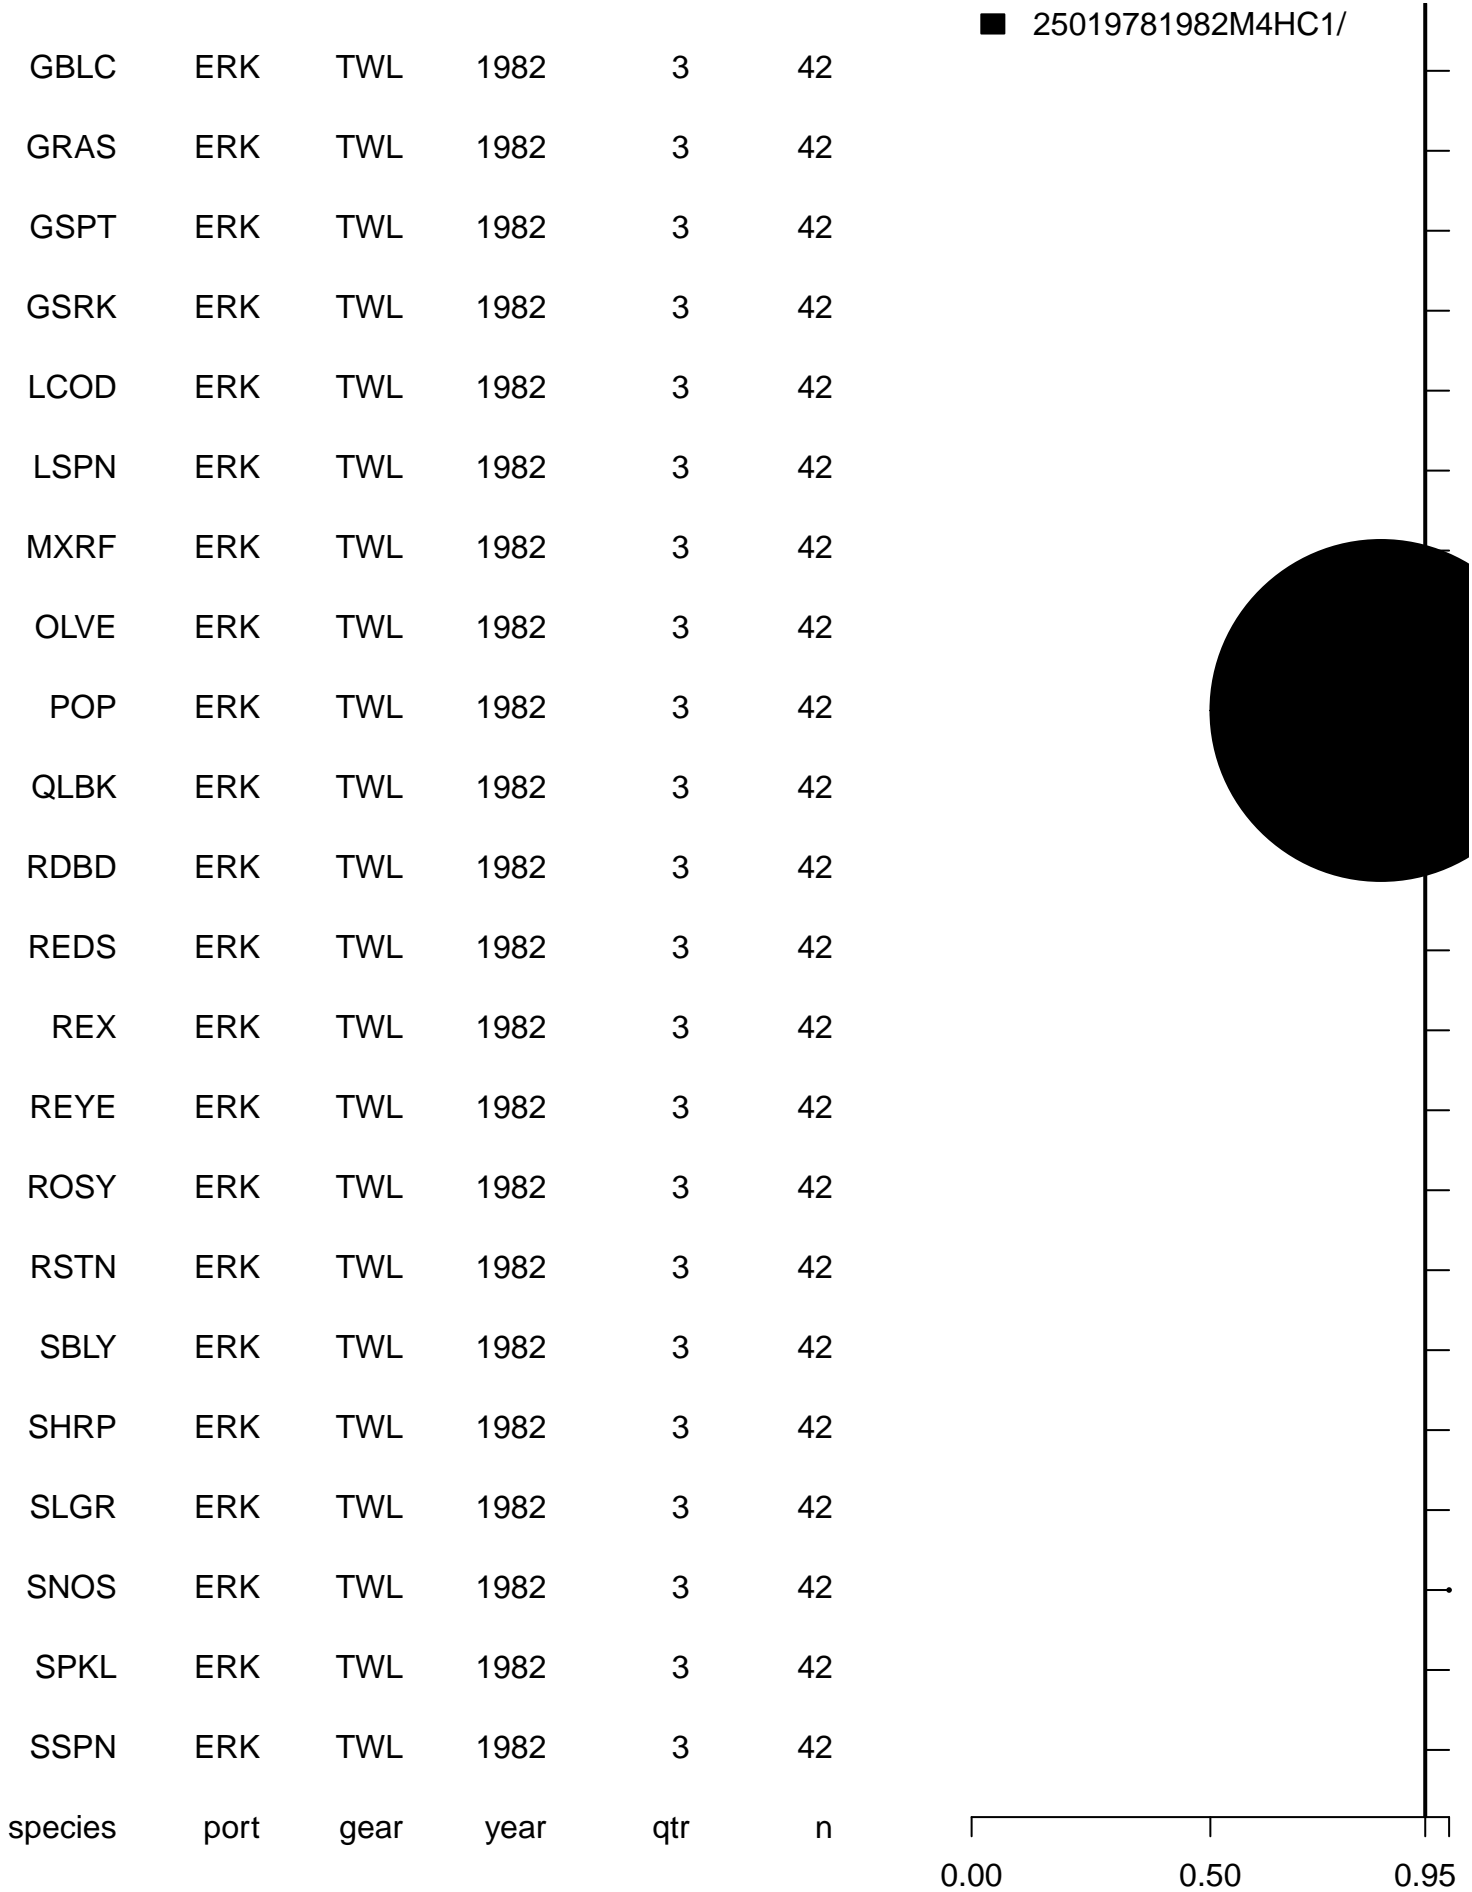 25019781982M4HC1/
GBLC ERK TWL 1982 3 42
GRAS ERK TWL 1982 3 42
GSPT ERK TWL 1982 3 42
GSRK ERK TWL 1982 3 42
LCOD ERK TWL 1982 3 42
LSPN ERK TWL 1982 3 42
MXRF ERK TWL 1982 3 42
OLVE ERK TWL 1982 3 42
POP ERK TWL 1982 3 42
QLBK ERK TWL 1982 3 42
RDBD ERK TWL 1982 3 42
REDS ERK TWL 1982 3 42
REX ERK TWL 1982 3 42
REYE ERK TWL 1982 3 42
ROSY ERK TWL 1982 3 42
RSTN ERK TWL 1982 3 42
SBLY ERK TWL 1982 3 42
SHRP ERK TWL 1982 3 42
SLGR ERK TWL 1982 3 42
SNOS ERK TWL 1982 3 42
SPKL ERK TWL 1982 3 42
SSPN ERK TWL 1982 3 42
species port gear year qtr n
0.00 0.50 0.95